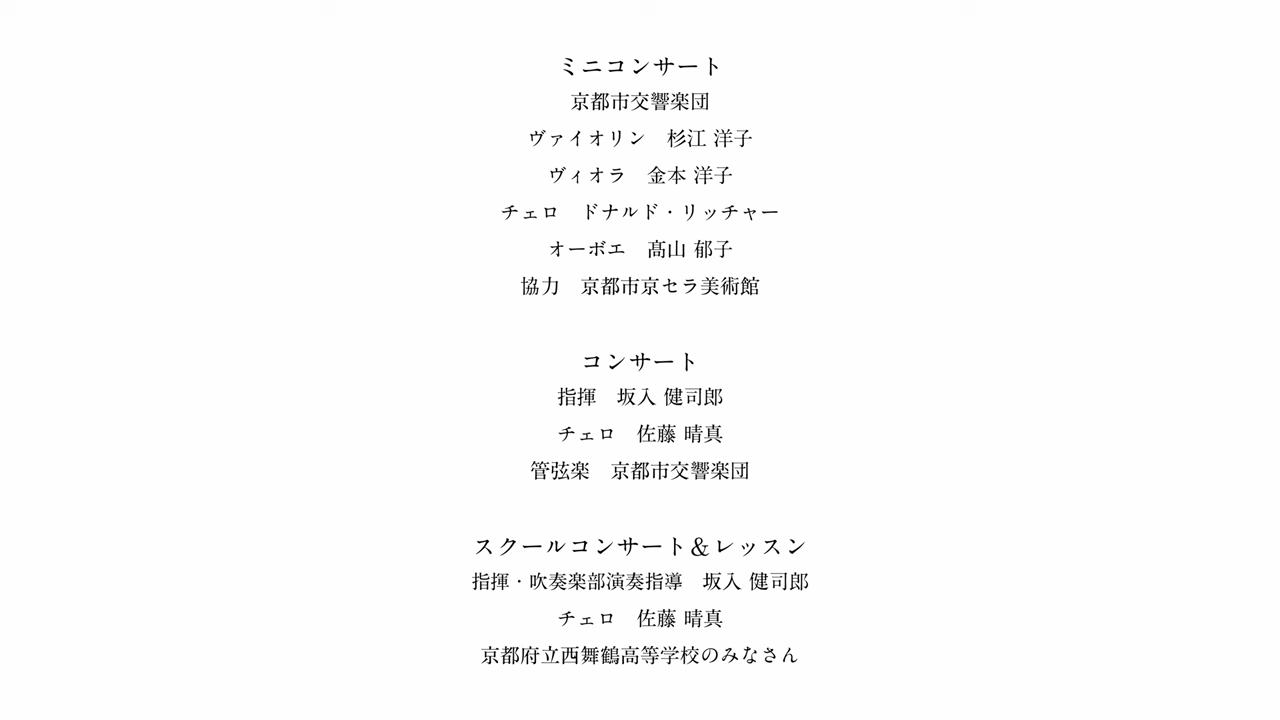 ミニコンサート
京都市交響楽団
ヴァイオリン　杉江 洋子
ヴィオラ　金本 洋子
チェロ　ドナルド・リッチャー
オーボエ　髙山 郁子
協力　京都市京セラ美術館
コンサート
指揮　坂入 健司郎
チェロ　佐藤 晴真
管弦楽　京都市交響楽団
スクールコンサート＆レッスン
指揮・吹奏楽部演奏指導　坂入 健司郎
チェロ　佐藤 晴真
京都府立西舞鶴高等学校のみなさん